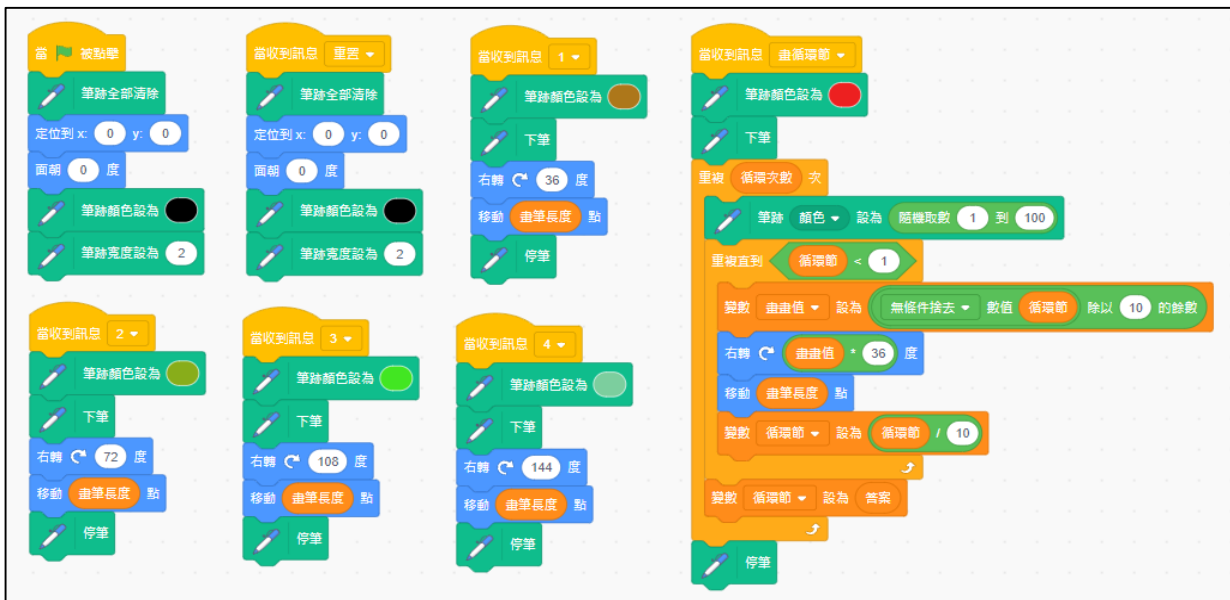 當 被點擊
筆跡全部清除
定位到 x: 0 y: 0
面朝 0 度
筆跡顏色設為
筆跡寬度設為 2
當收到訊息 重置
筆跡全部清除
定位到 x: 0 y: 0
面朝 0 度
筆跡顏色設為
筆跡寬度設為 2
當收到訊息 1
筆跡顏色設為
下筆
右轉 36 度
移動 畫筆長度 點
停筆
當收到訊息 畫循環節
筆跡顏色設為
下筆
重複 循環次數 次
筆跡 顏色 設為 隨機取數 1 到 100
重複直到 循環節 < 1
變數 畫畫值 設為 無條件捨去 數值 循環節 除以 10 的餘數
右轉 畫畫值 * 36 度
移動 畫筆長度 點
變數 循環節 設為 循環節 / 10
變數 循環節 設為 答案
停筆
當收到訊息 2
筆跡顏色設為
下筆
右轉 72 度
移動 畫筆長度 點
停筆
當收到訊息 3
筆跡顏色設為
下筆
右轉 108 度
移動 畫筆長度 點
停筆
當收到訊息 4
筆跡顏色設為
下筆
右轉 144 度
移動 畫筆長度 點
停筆